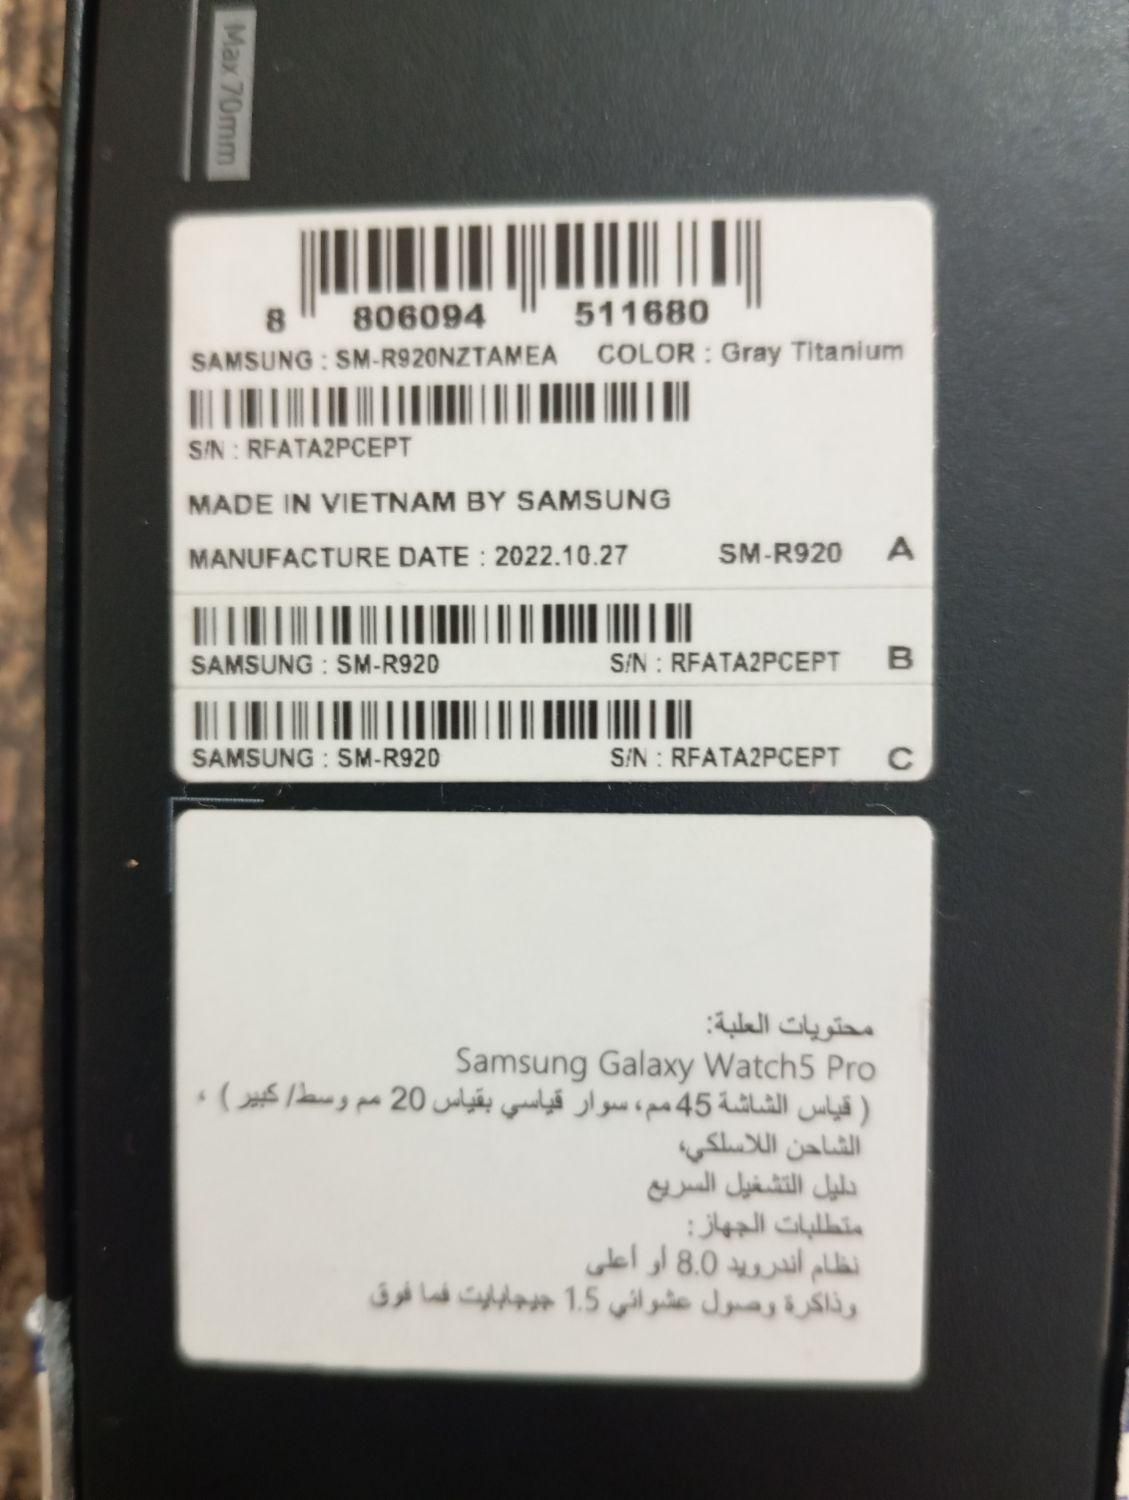 Max 70mm
8 806094 511680
SAMSUNG : SM-R920NZTAMEA COLOR : Gray Titanium
S/N : RFATA2PCEPT
MADE IN VIETNAM BY SAMSUNG
MANUFACTURE DATE : 2022.10.27 SM-R920 A
SAMSUNG : SM-R920 S/N : RFATA2PCEPT B
SAMSUNG : SM-R920 S/N : RFATA2PCEPT C
محتويات العلبة:
Samsung Galaxy Watch5 Pro
( قياس الشاشة 45 مم، سوار قياسي بقياس 20 مم وسط/ كبير ) ،
الشاحن اللاسلكي،
دليل التشغيل السريع
متطلبات الجهاز:
نظام أندرويد 8.0 أو أعلى
وذاكرة وصول عشوائي 1.5 جيجابايت فما فوق